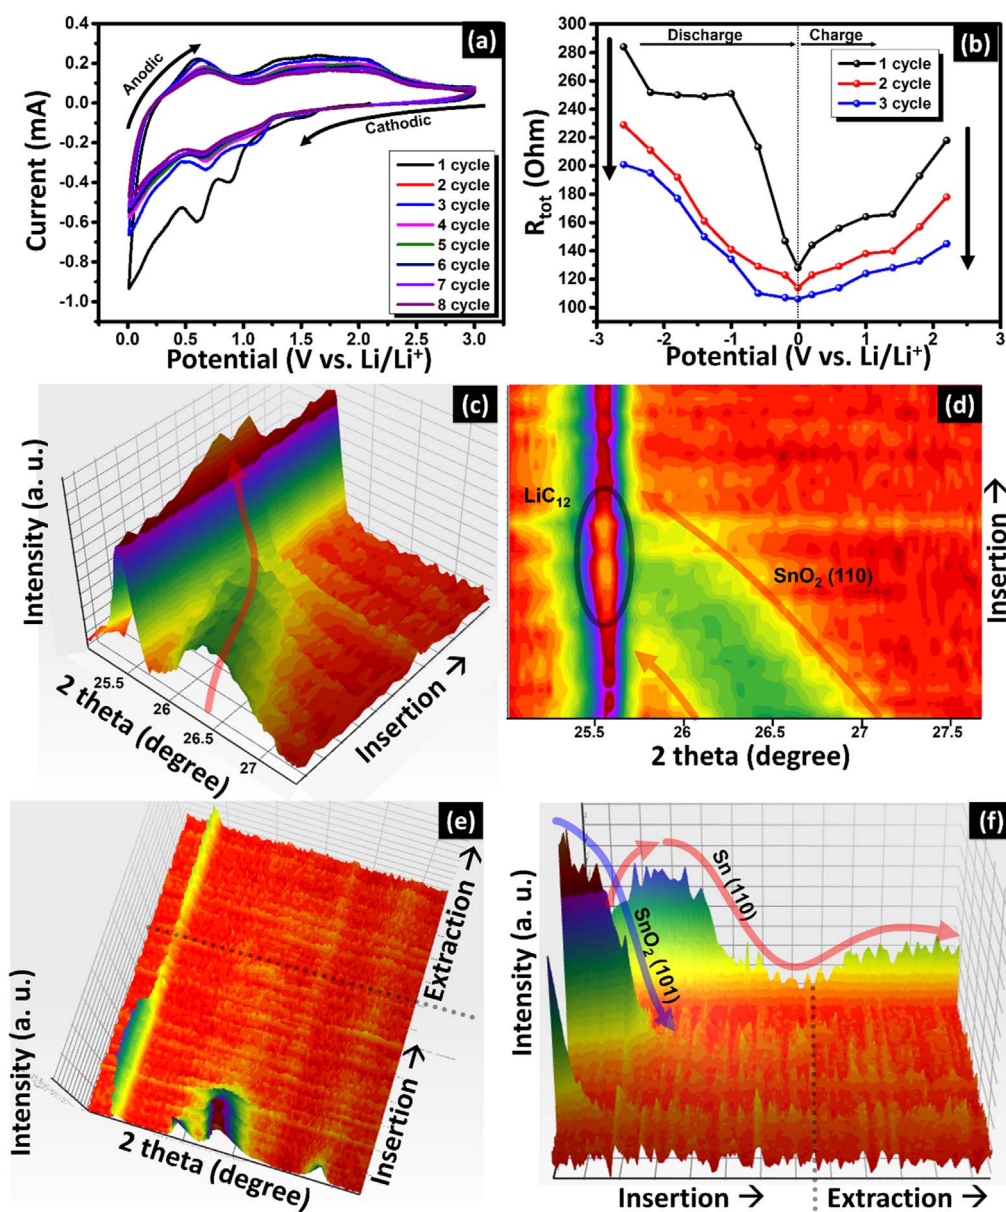 (a)
Current (mA)
0.4
0.2
0.0
-0.2
-0.4
-0.6
-0.8
-1.0
Anodic
Cathodic
1 cycle
2 cycle
3 cycle
4 cycle
5 cycle
6 cycle
7 cycle
8 cycle
0.0 0.5 1.0 1.5 2.0 2.5 3.0
Potential (V vs. Li/Li⁺)
(b)
Rtot (Ohm)
300
280
260
240
220
200
180
160
140
120
100
Discharge Charge
1 cycle
2 cycle
3 cycle
-3 -2 -1 0 1 2 3
Potential (V vs. Li/Li⁺)
(c)
Intensity (a. u.)
25.5
26
26.5
27
2 theta (degree)
Insertion →
(d)
LiC₁₂
SnO₂ (110)
Insertion →
25.5 26 26.5 27 27.5
2 theta (degree)
(e)
Intensity (a. u.)
2 theta (degree)
Insertion →
Extraction →
(f)
Intensity (a. u.)
SnO₂ (101)
Sn (110)
Insertion → Extraction →